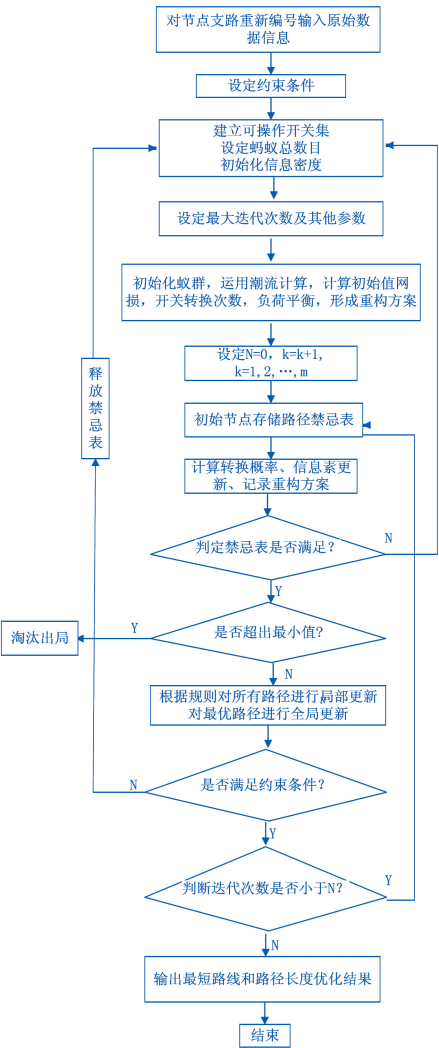 对节点支路重新编号输入原始数
据信息
设定约束条件
建立可操作开关集
设定蚂蚁总数目
初始化信息密度
设定最大迭代次数及其他参数
初始化蚁群，运用潮流计算，计算初始值网
损，开关转换次数，负荷平衡，形成重构方案
设定N=0，k=k+1,
k=1,2,…,m
释放禁忌表
初始节点存储路径禁忌表
计算转换概率、信息素更
新、记录重构方案
判定禁忌表是否满足？
N
Y
是否超出最小值?
Y
淘汰出局
N
根据规则对所有路径进行局部更新
对最优路径进行全局更新
是否满足约束条件？
N
Y
判断迭代次数是否小于N？
Y
N
输出最短路线和路径长度优化结果
结束